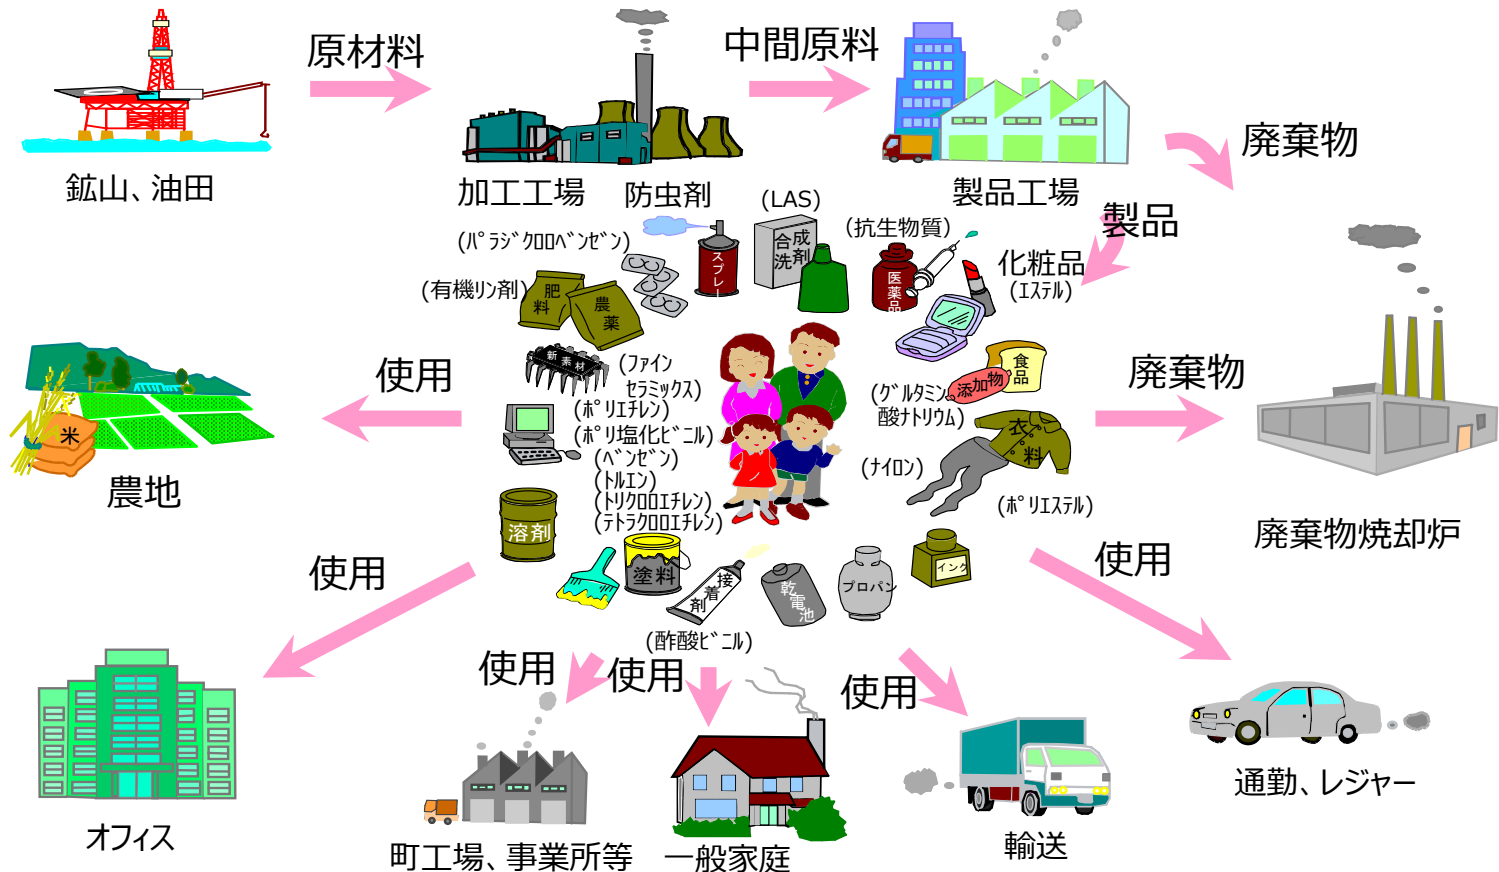 原材料
中間原料
廃棄物
鉱山、油田
加工工場
防虫剤
(LAS)
製品工場
製品
(ﾊﾟﾗｼﾞｸﾛﾛﾍﾞﾝｾﾞﾝ)
スプレー
合成
洗剤
(抗生物質)
医薬品
化粧品
(ｴｽﾃﾙ)
(有機ﾘﾝ剤)
肥料
農薬
使用
新素材
(ﾌｧｲﾝ
ｾﾗﾐｯｸｽ)
(ﾎﾟﾘｴﾁﾚﾝ)
(ﾎﾟﾘ塩化ﾋﾞﾆﾙ)
(ﾍﾞﾝｾﾞﾝ)
(ﾄﾙｴﾝ)
(ﾄﾘｸﾛﾛｴﾁﾚﾝ)
(ﾃﾄﾗｸﾛﾛｴﾁﾚﾝ)
食品
添加物
(ｸﾞﾙﾀﾐﾝ
酸ﾅﾄﾘｳﾑ)
衣料
(ﾅｲﾛﾝ)
(ﾎﾟﾘｴｽﾃﾙ)
廃棄物
米
農地
廃棄物焼却炉
溶剤
塗料
接着剤
(酢酸ﾋﾞﾆﾙ)
乾電池
プロパン
インク
使用
使用
使用
使用
使用
オフィス
町工場、事業所等
一般家庭
輸送
通勤、レジャー